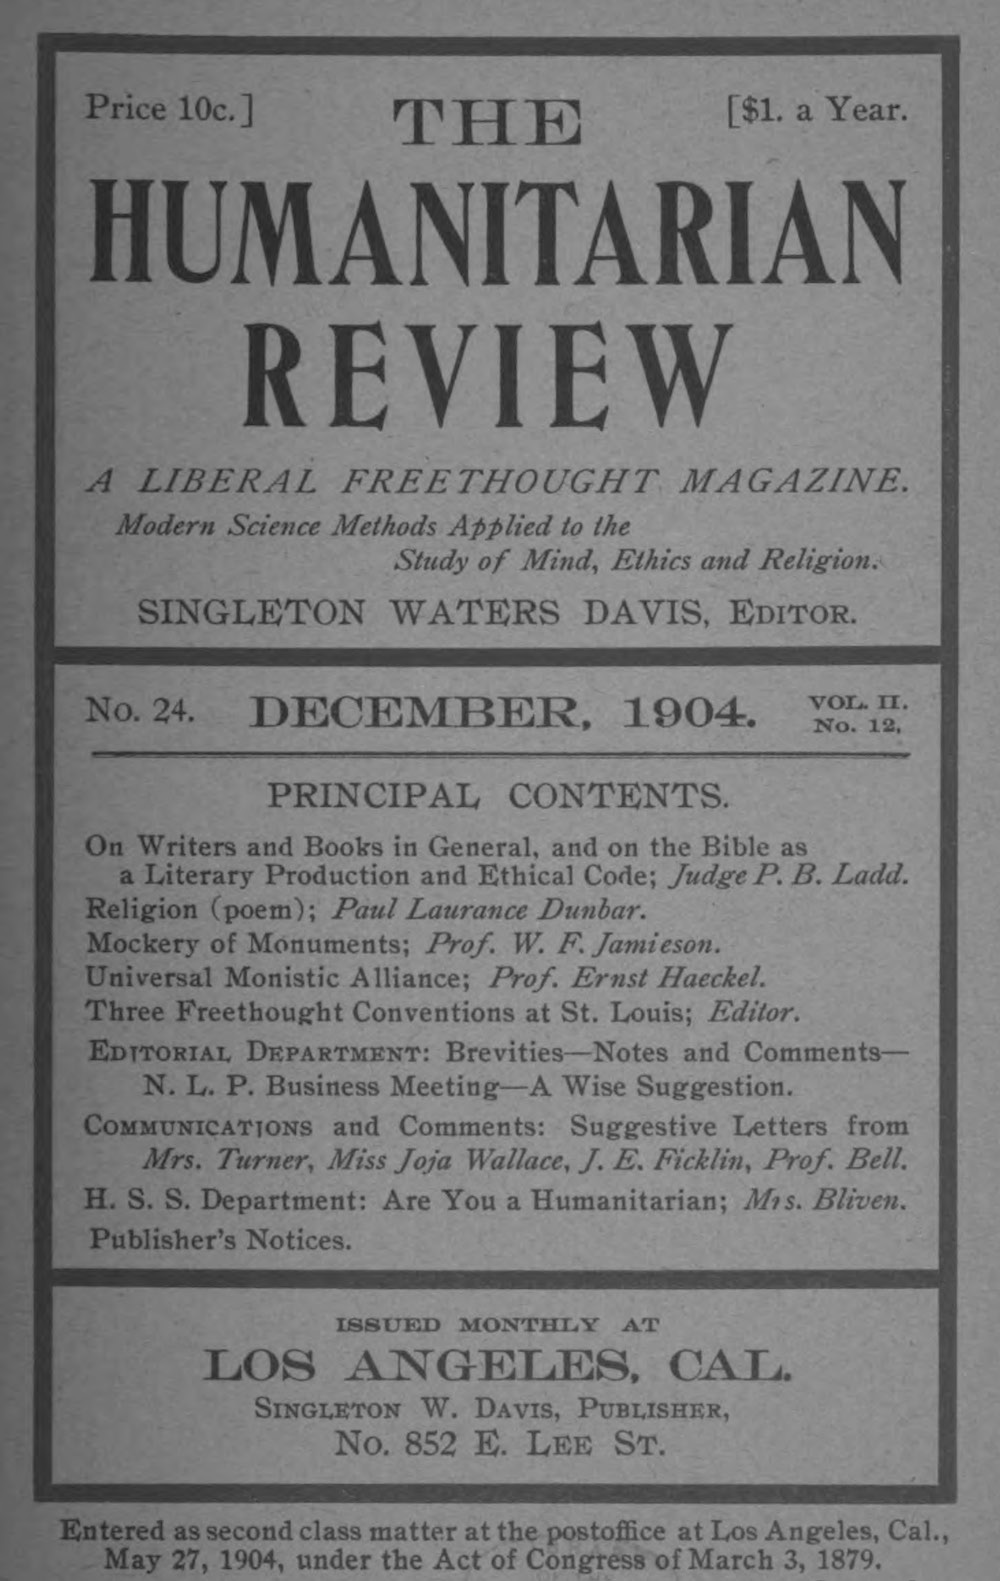 Price 10c.] THE [$1. a Year.
HUMANITARIAN
REVIEW
A LIBERAL FREETHOUGHT MAGAZINE.
Modern Science Methods Applied to the
Study of Mind, Ethics and Religion.
SINGLETON WATERS DAVIS, EDITOR.
No. 24. DECEMBER, 1904. VOL. II.
No. 12,
PRINCIPAL CONTENTS.
On Writers and Books in General, and on the Bible as
a Literary Production and Ethical Code; Judge P. B. Ladd.
Religion (poem); Paul Laurance Dunbar.
Mockery of Monuments; Prof. W. F. Jamieson.
Universal Monistic Alliance; Prof. Ernst Haeckel.
Three Freethought Conventions at St. Louis; Editor.
EDITORIAL DEPARTMENT: Brevities—Notes and Comments—
N. L. P. Business Meeting—A Wise Suggestion.
COMMUNICATIONS and Comments: Suggestive Letters from
Mrs. Turner, Miss Joja Wallace, J. E. Ficklin, Prof. Bell.
H. S. S. Department: Are You a Humanitarian; Mrs. Bliven.
Publisher's Notices.
ISSUED MONTHLY AT
LOS ANGELES, CAL.
SINGLETON W. DAVIS, PUBLISHER,
No. 852 E. LEE ST.
Entered as second class matter at the postoffice at Los Angeles, Cal.,
May 27, 1904, under the Act of Congress of March 3, 1879.